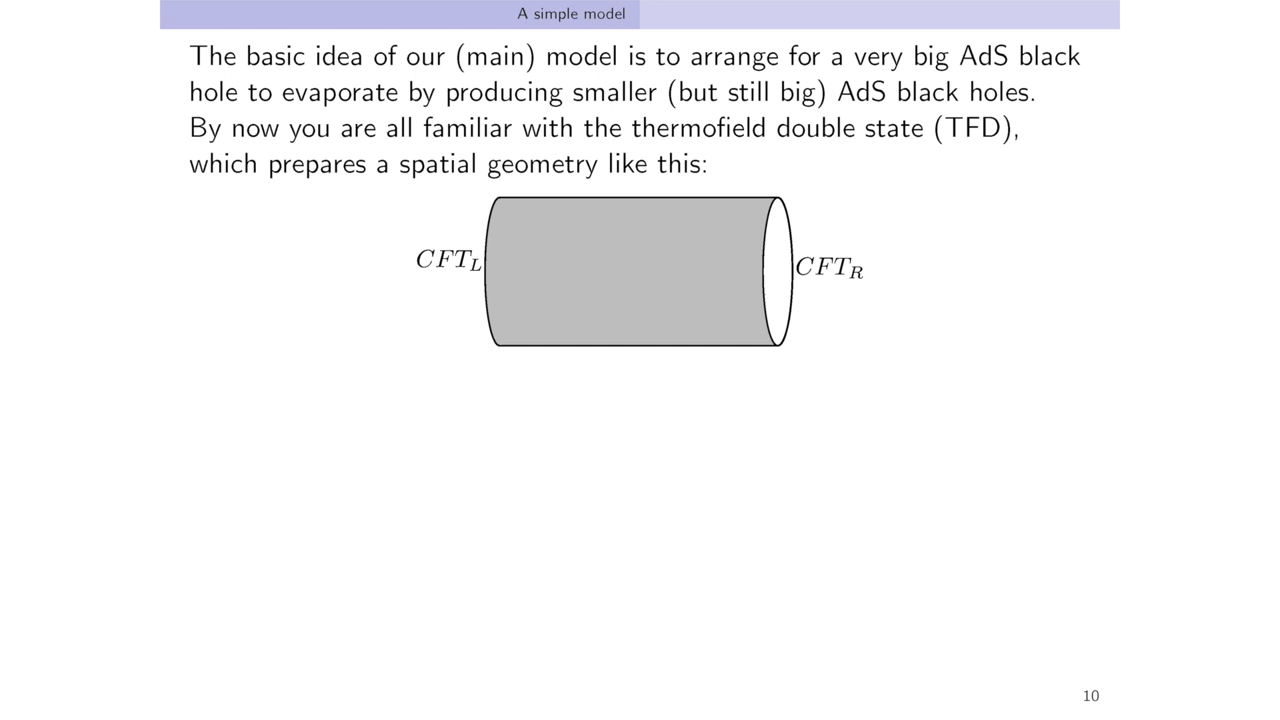 A simple model
The basic idea of our (main) model is to arrange for a very big AdS black
hole to evaporate by producing smaller (but still big) AdS black holes.
By now you are all familiar with the thermofield double state (TFD),
which prepares a spatial geometry like this:
CFT_L
CFT_R
10